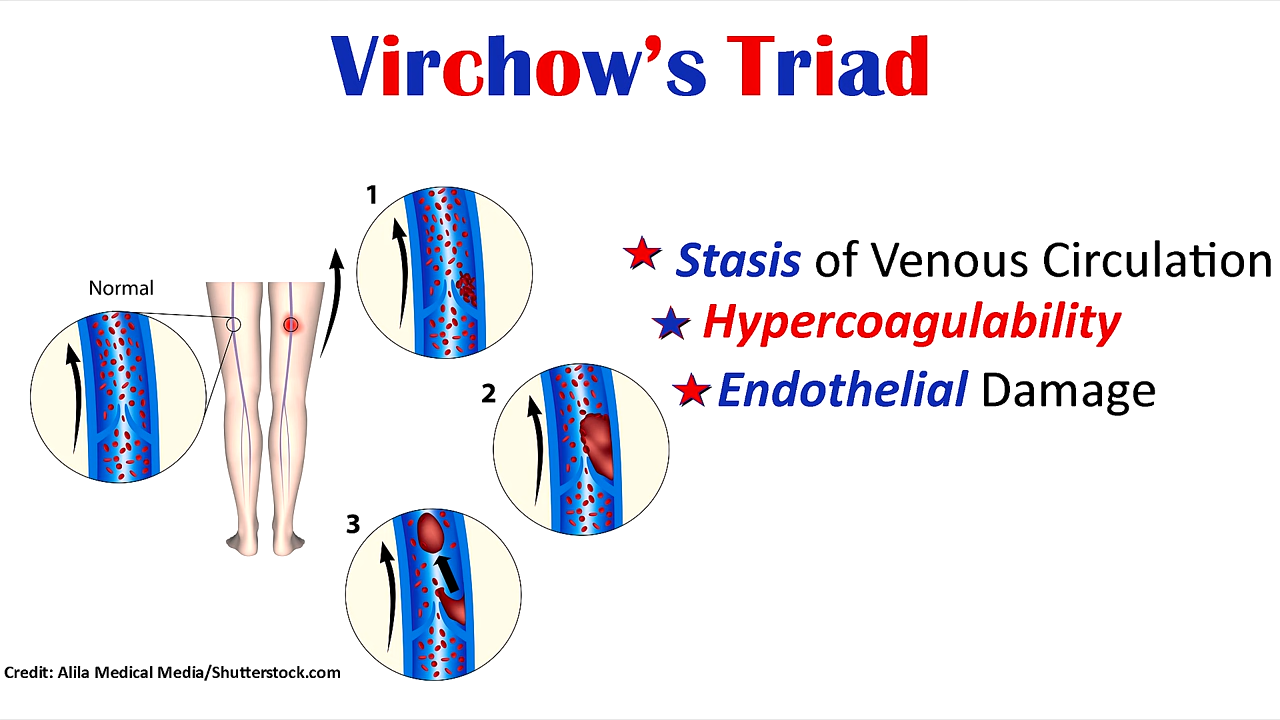 Virchow's Triad
1
Stasis of Venous Circulation
Normal
Hypercoagulability
Endothelial Damage
2
3
Credit: Alila Medical Media/Shutterstock.com